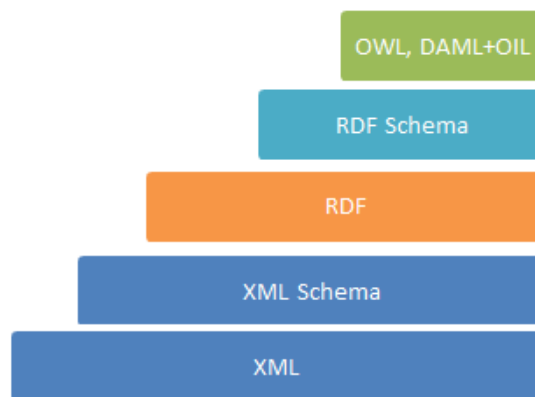 OWL, DAML+OIL
RDF Schema
RDF
XML Schema
XML